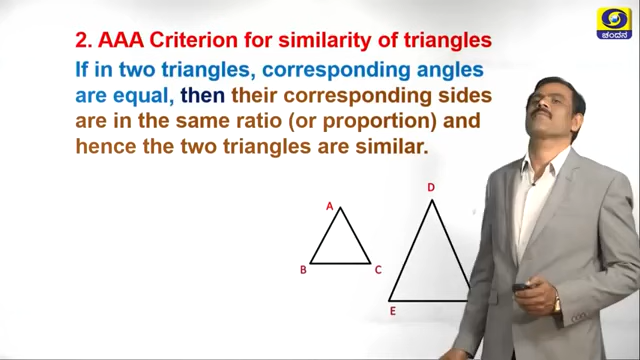 2. AAA Criterion for similarity of triangles
If in two triangles, corresponding angles
are equal, then their corresponding sides
are in the same ratio (or proportion) and
hence the two triangles are similar.
ಚಂದನ
D
A
B
C
E